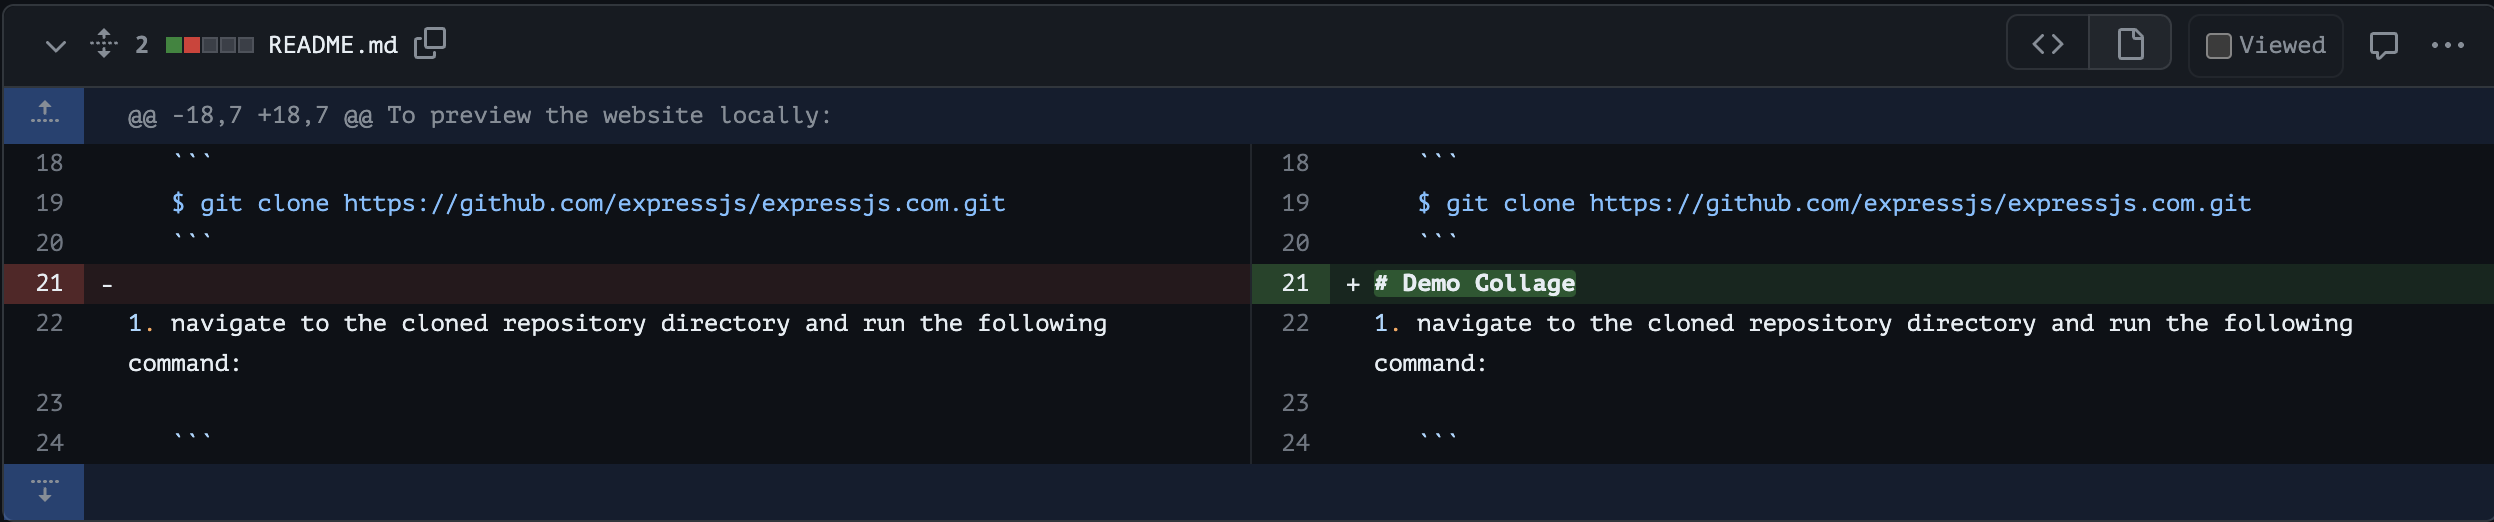 2 README.md Viewed
@@ -18,7 +18,7 @@ To preview the website locally:
18 ``` 18 ```
19 $ git clone https://github.com/expressjs/expressjs.com.git 19 $ git clone https://github.com/expressjs/expressjs.com.git
20 ``` 20 ```
21 - 21 + # Demo Collage
22 1. navigate to the cloned repository directory and run the following 22 1. navigate to the cloned repository directory and run the following
command: command:
23 23
24 ``` 24 ```